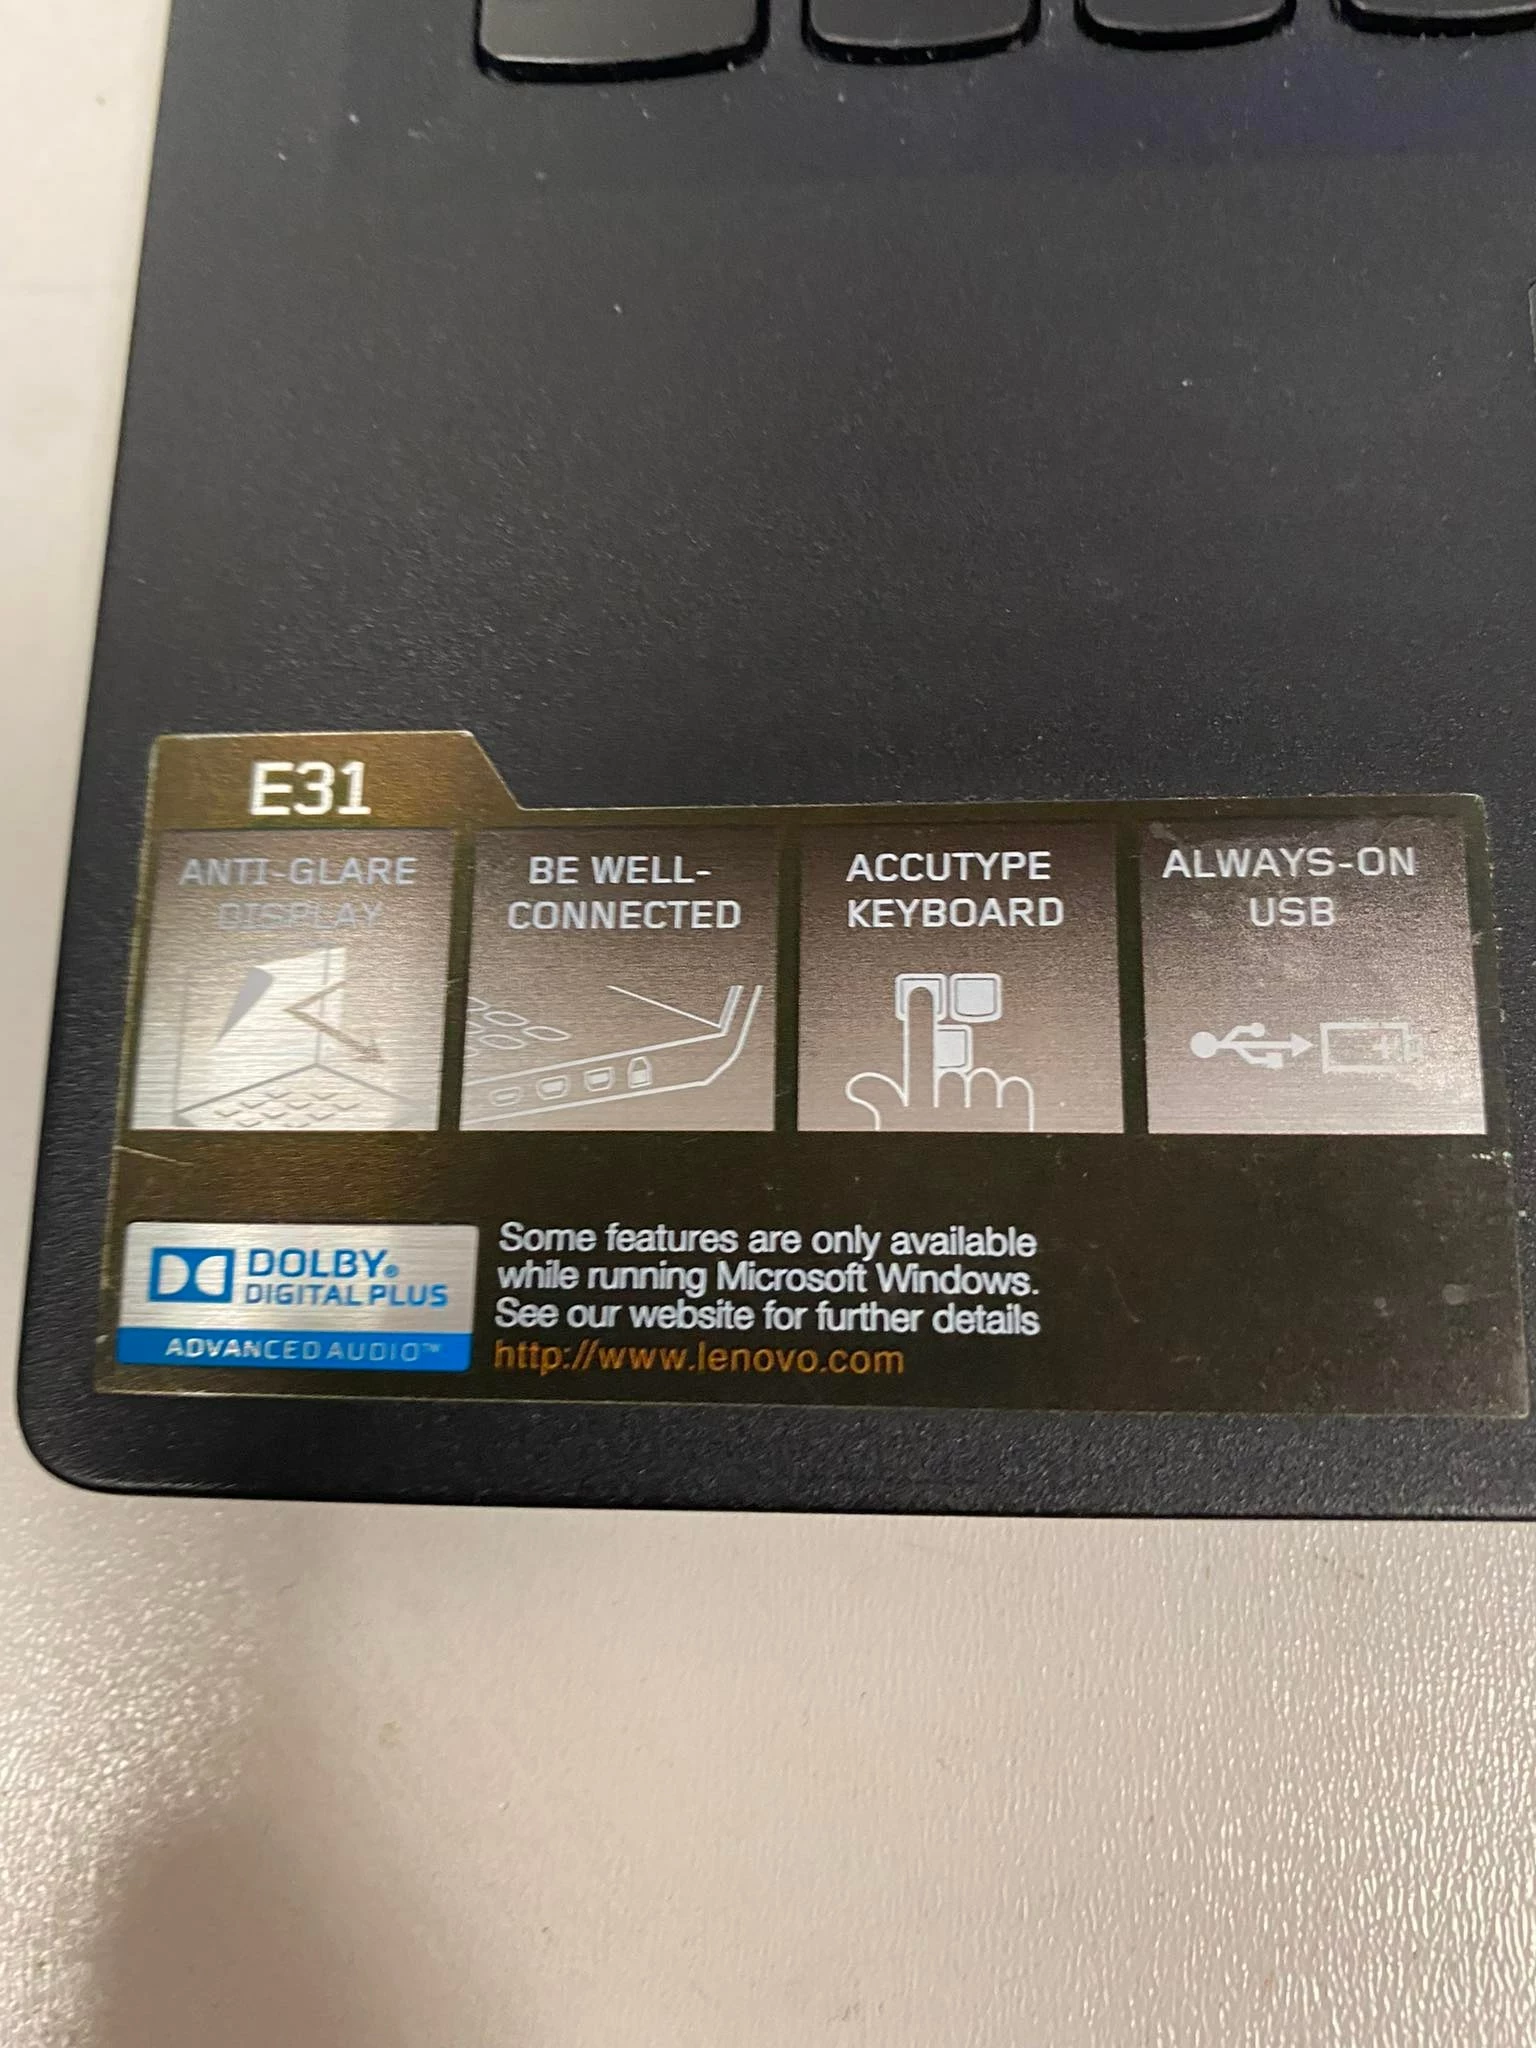 E31
ANTI-GLARE
DISPLAY
BE WELL-
CONNECTED
ACCUTYPE
KEYBOARD
ALWAYS-ON
USB
DOLBY®
DIGITAL PLUS
ADVANCED AUDIO™
Some features are only available
while running Microsoft Windows.
See our website for further details
http://www.lenovo.com